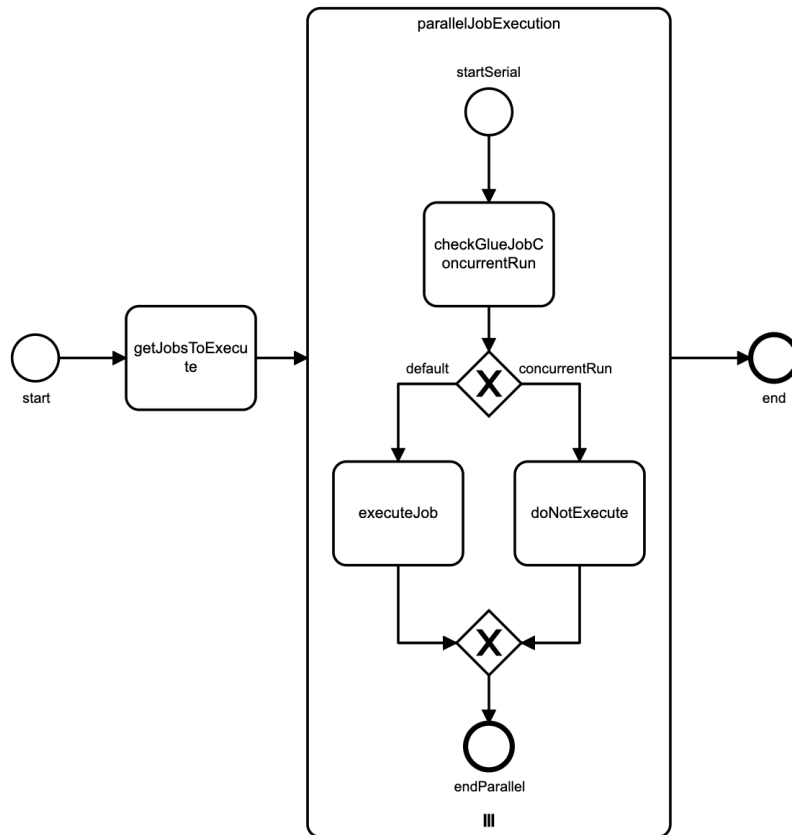 parallelJobExecution
startSerial
checkGlueJobC
oncurrentRun
getJobsToExecu
te
start
default
concurrentRun
X
end
executeJob
doNotExecute
X
endParallel